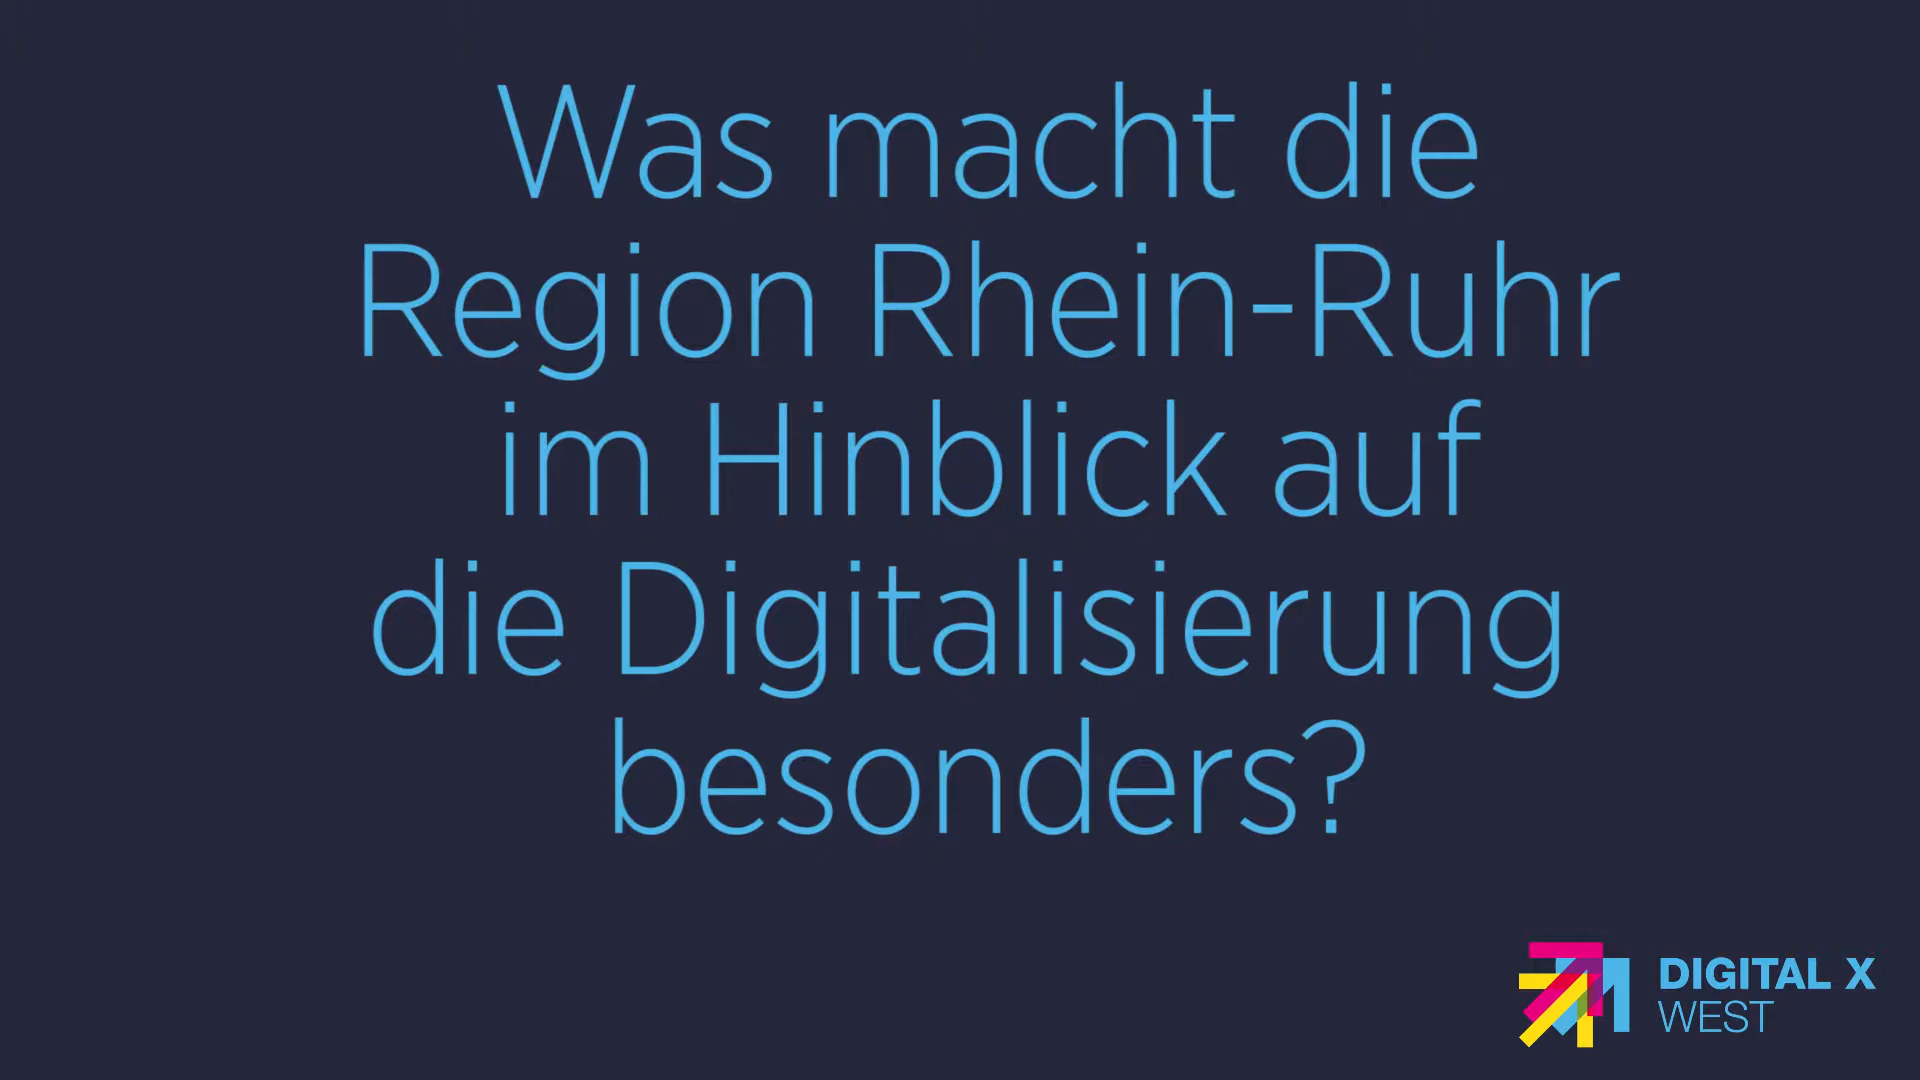 Was macht die
Region Rhein-Ruhr
im Hinblick auf
die Digitalisierung
besonders?
DIGITAL X
WEST